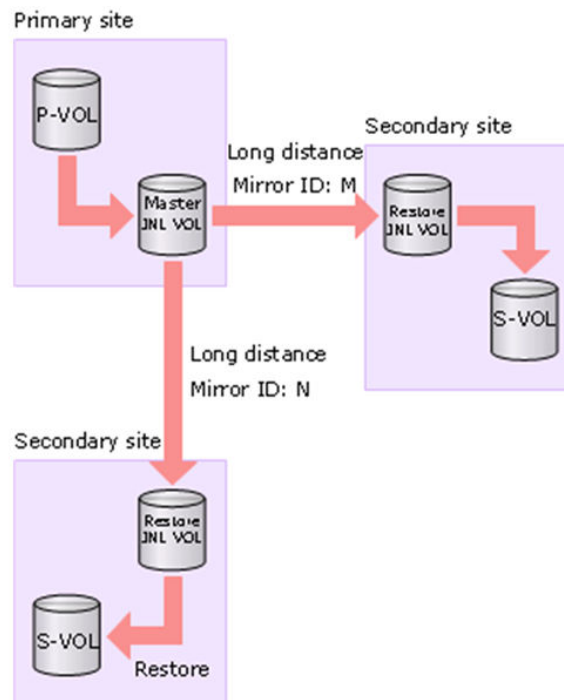 Primary site
P-VOL
Master
JNL VOL
Long distance
Mirror ID: M
Secondary site
Restore
JNL VOL
S-VOL
Long distance
Mirror ID: N
Secondary site
Restore
JNL VOL
S-VOL
Restore